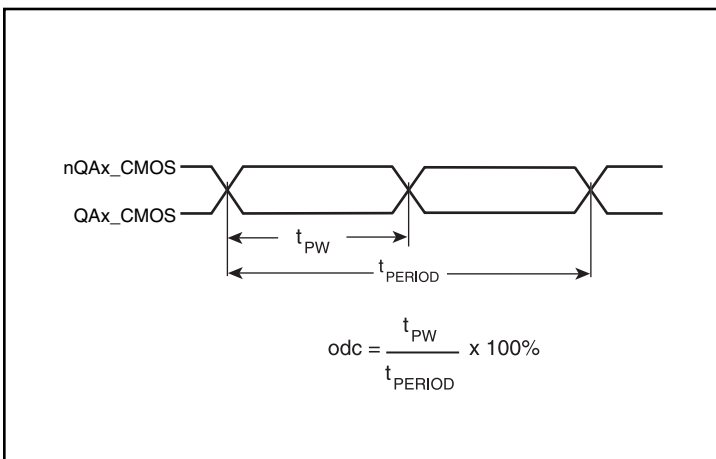 nQAx_CMOS
QAx_CMOS
tPW
tPERIOD
odc = tPW / tPERIOD x 100%